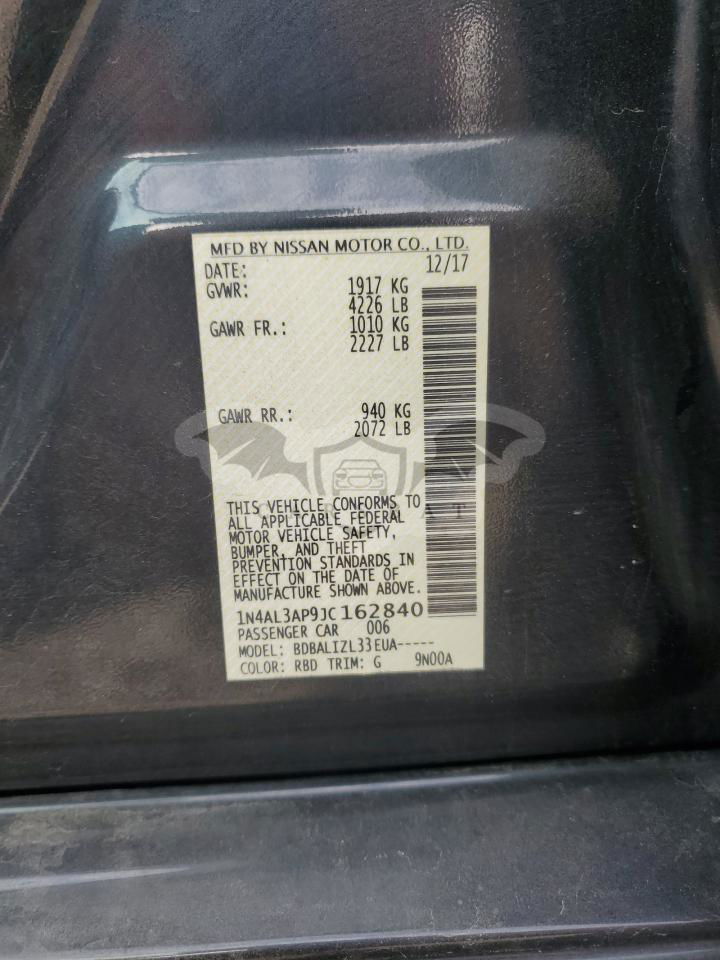 MFD BY NISSAN MOTOR CO., LTD.
DATE: 12/17
GVWR: 1917 KG
4226 LB
GAWR FR.: 1010 KG
2227 LB
GAWR RR.: 940 KG
2072 LB
THIS VEHICLE CONFORMS TO
ALL APPLICABLE FEDERAL
MOTOR VEHICLE SAFETY,
BUMPER, AND THEFT
PREVENTION STANDARDS IN
EFFECT ON THE DATE OF
MANUFACTURE SHOWN ABOVE.
1N4AL3AP9JC162840
PASSENGER CAR 006
MODEL: BDBALIZL33EUA-----
COLOR: RBD TRIM: G 9N00A